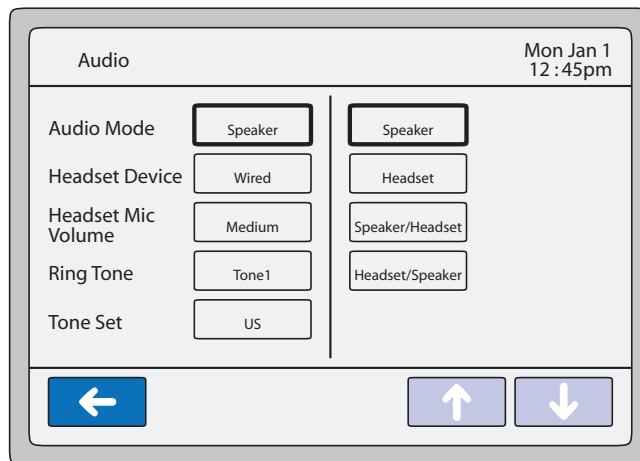 Audio
Mon Jan 1
12 : 45pm
Audio Mode
Speaker
Speaker
Headset Device
Wired
Headset
Headset Mic
Volume
Medium
Speaker/Headset
Ring Tone
Tone1
Headset/Speaker
Tone Set
US